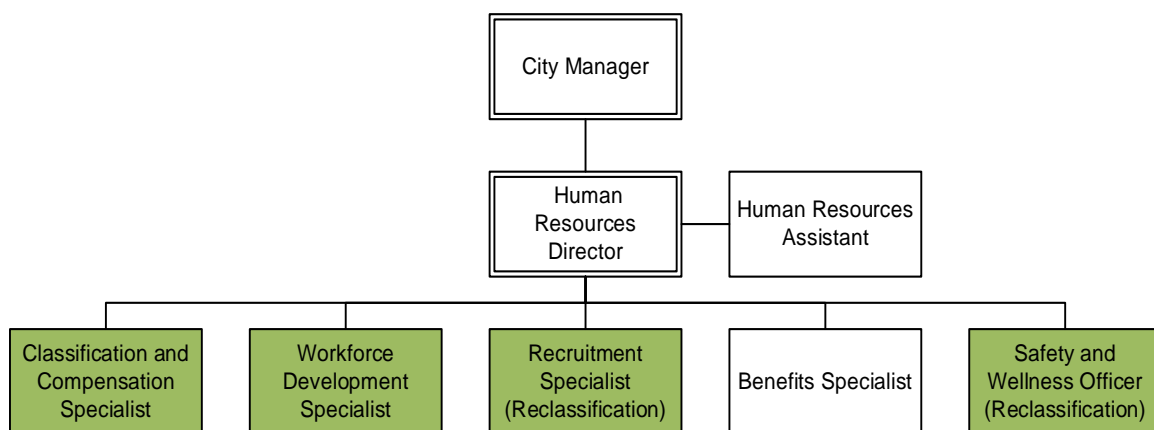 City Manager
Human
Resources
Director
Human Resources
Assistant
Classification and
Compensation
Specialist
Workforce
Development
Specialist
Recruitment
Specialist
(Reclassification)
Benefits Specialist
Safety and
Wellness Officer
(Reclassification)